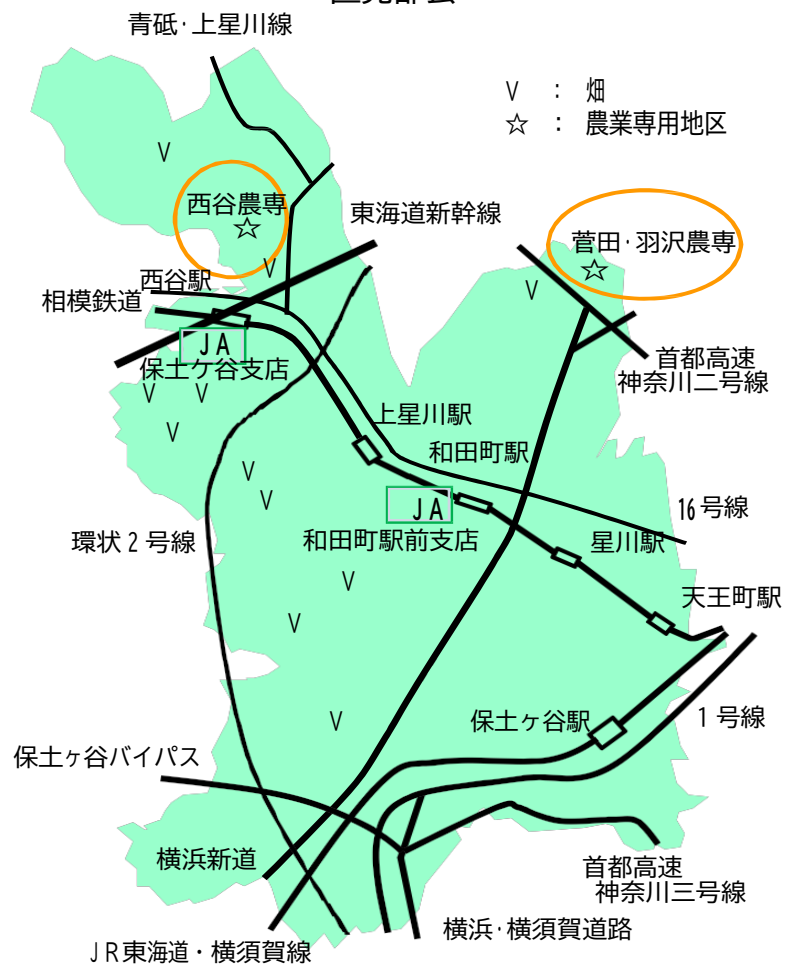 青砥・上星川線
V ： 畑
☆ ： 農業専用地区
V
西谷農専
☆
東海道新幹線
菅田・羽沢農専
☆
V
西谷駅
V
相模鉄道
JA
保土ケ谷支店
首都高速
神奈川二号線
V
V
V
上星川駅
和田町駅
V
V
JA
和田町駅前支店
16号線
環状2号線
星川駅
V
天王町駅
V
V
保土ヶ谷駅
1号線
保土ヶ谷バイパス
横浜新道
首都高速
神奈川三号線
横浜・横須賀道路
JR東海道・横須賀線